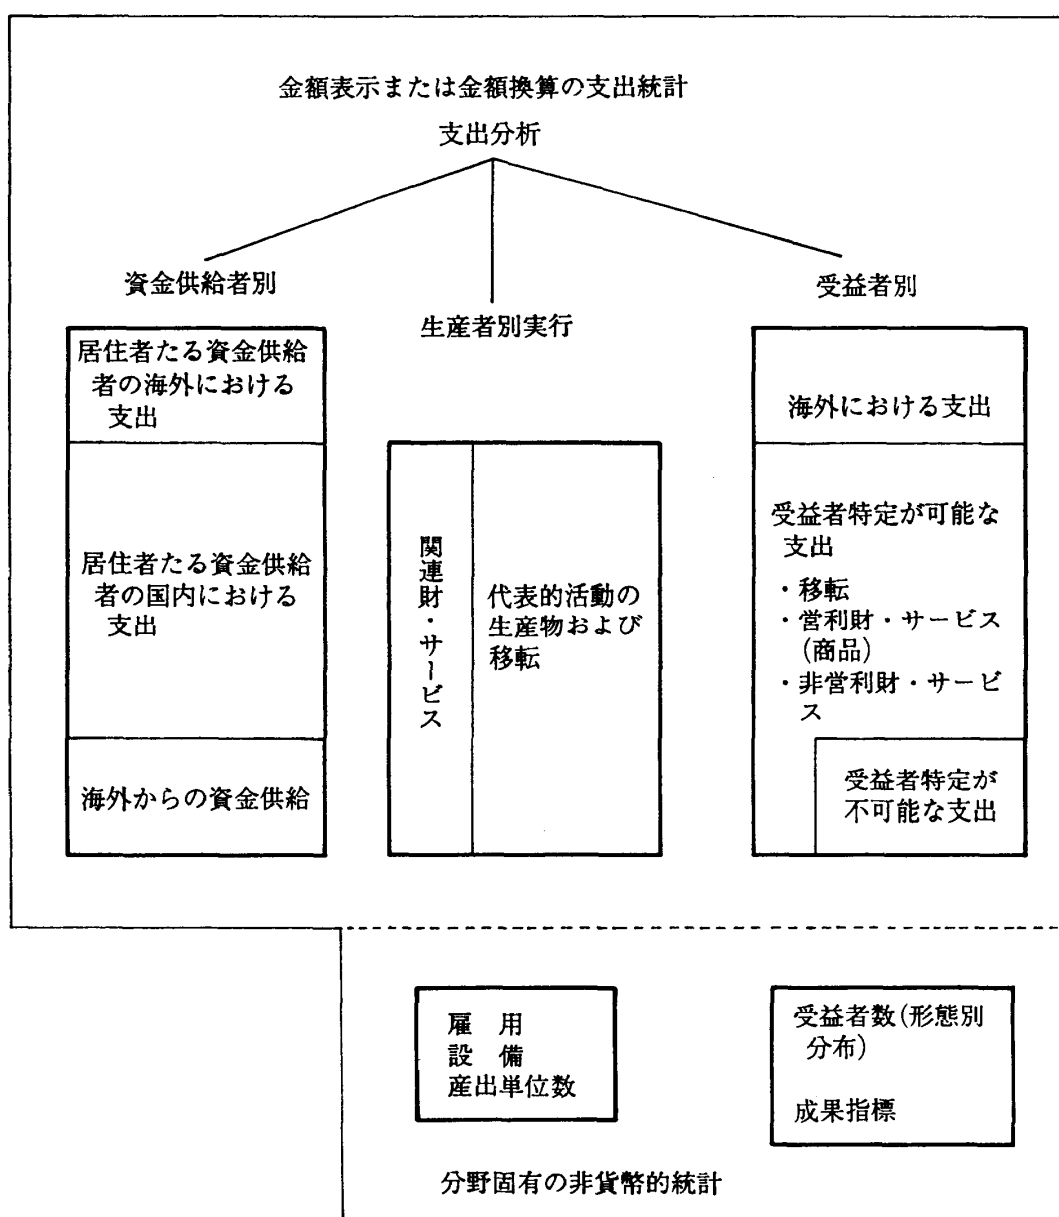 金額表示または金額換算の支出統計
支出分析
資金供給者別
生産者別実行
受益者別
居住者たる資金供給
者の海外における
支出
居住者たる資金供給
者の国内における
支出
海外からの資金供給
関連財・サービス
代表的活動の
生産物および
移転
海外における支出
受益者特定が可能な
支出
・移転
・営利財・サービス
(商品)
・非営利財・サービ
ス
受益者特定が
不可能な支出
雇 用
設 備
産出単位数
受益者数(形態別
分布)
成果指標
分野固有の非貨幣的統計